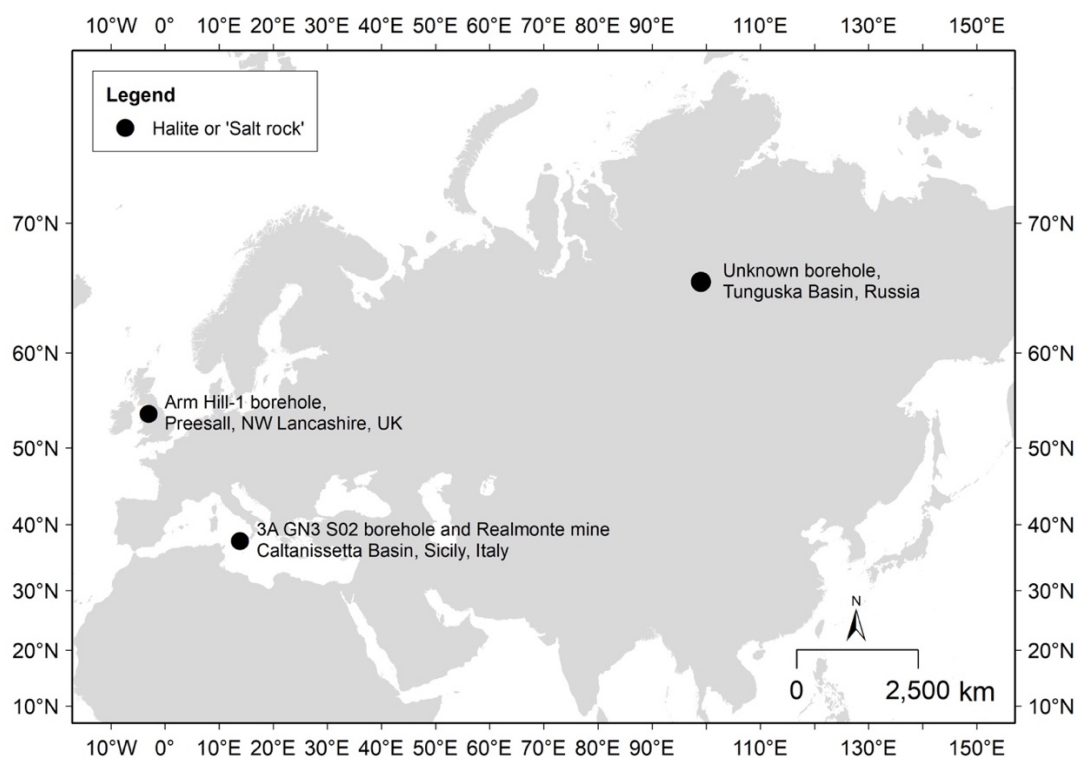 10°W 0° 10°E 20°E 30°E 40°E 50°E 60°E 70°E 80°E 90°E 110°E 130°E 150°E
Legend
Halite or 'Salt rock'
70°N 70°N
Unknown borehole,
Tunguska Basin, Russia
60°N 60°N
Arm Hill-1 borehole,
Preesall, NW Lancashire, UK
50°N 50°N
40°N 40°N
3A GN3 S02 borehole and Realmonte mine
Caltanissetta Basin, Sicily, Italy
30°N 30°N
N
20°N 20°N
0 2,500 km
10°N 10°N
10°W 0° 10°E 20°E 30°E 40°E 50°E 60°E 70°E 80°E 90°E 110°E 130°E 150°E